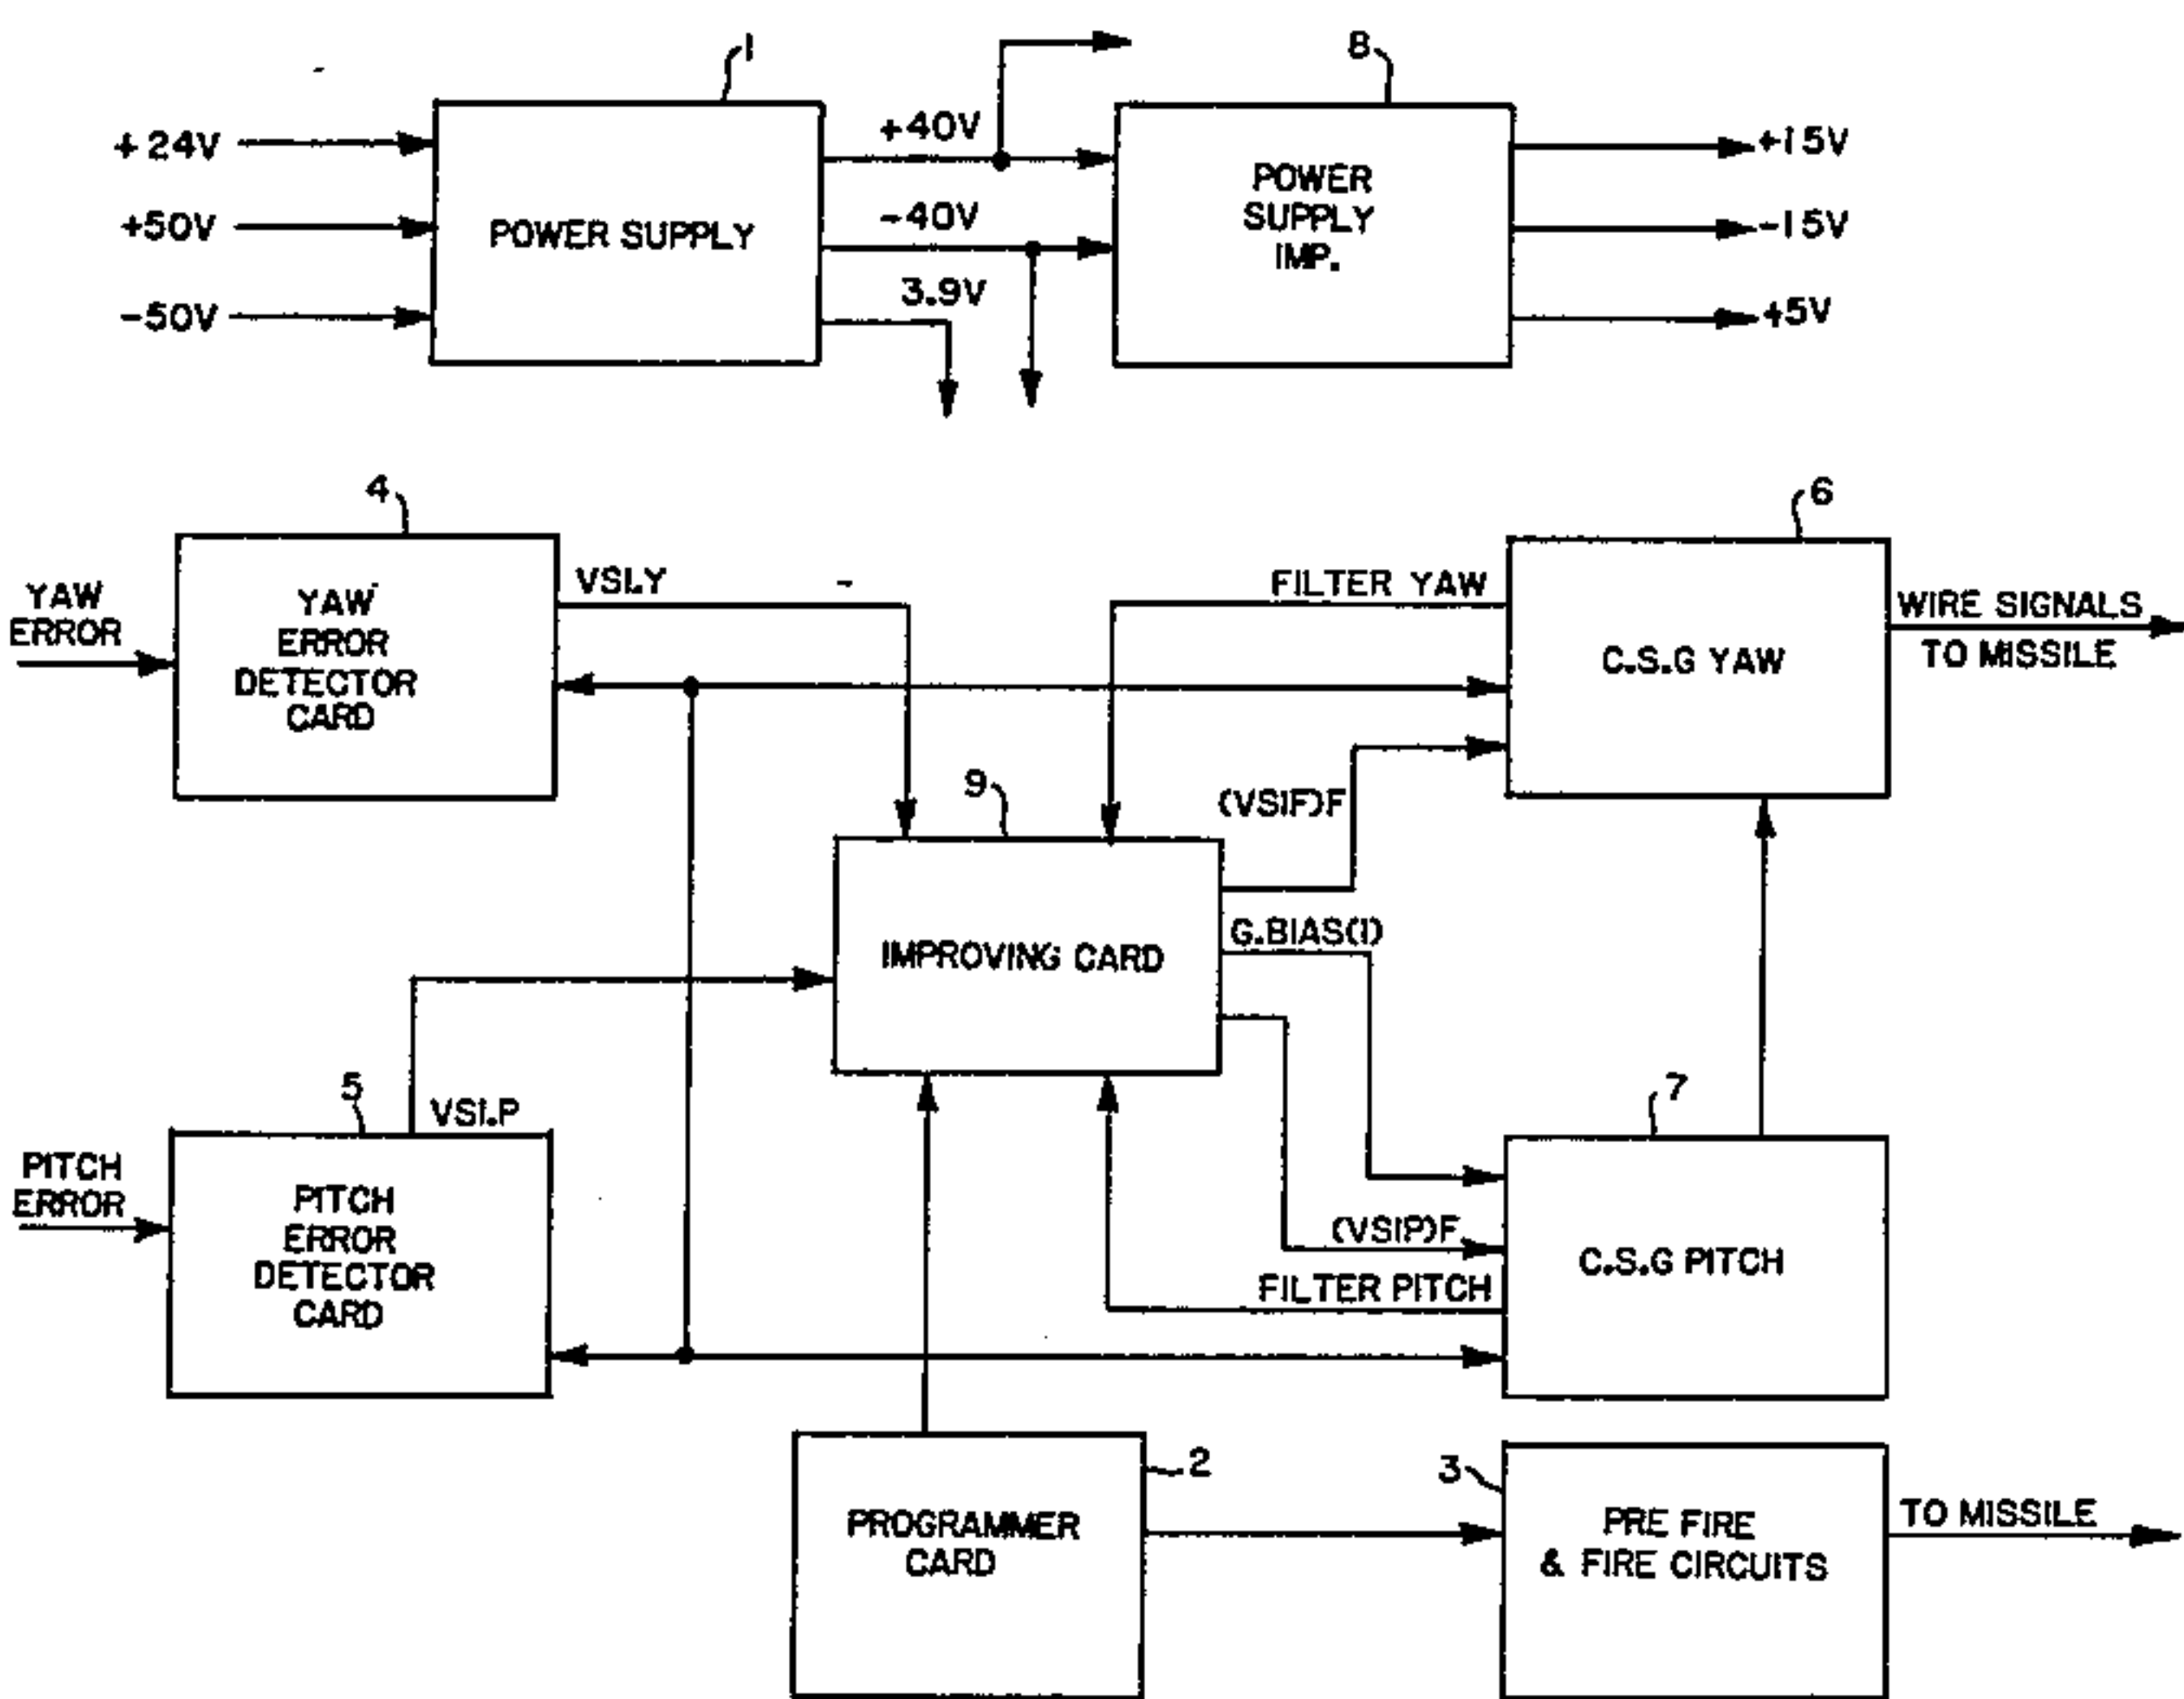 1
8
+24V
+50V
-50V
POWER SUPPLY
+40V
-40V
3.9V
POWER
SUPPLY
IMP.
+15V
-15V
+5V
4
6
YAW
ERROR
YAW
ERROR
DETECTOR
CARD
VSI.Y
FILTER YAW
C.S.G YAW
WIRE SIGNALS
TO MISSILE
9
(VSIF)F
IMPROVING CARD
G.BIAS(I)
5
VSI.P
7
PITCH
ERROR
PITCH
ERROR
DETECTOR
CARD
(VSIP)F
FILTER PITCH
C.S.G PITCH
2
3
PROGRAMMER
CARD
PRE FIRE
& FIRE CIRCUITS
TO MISSILE